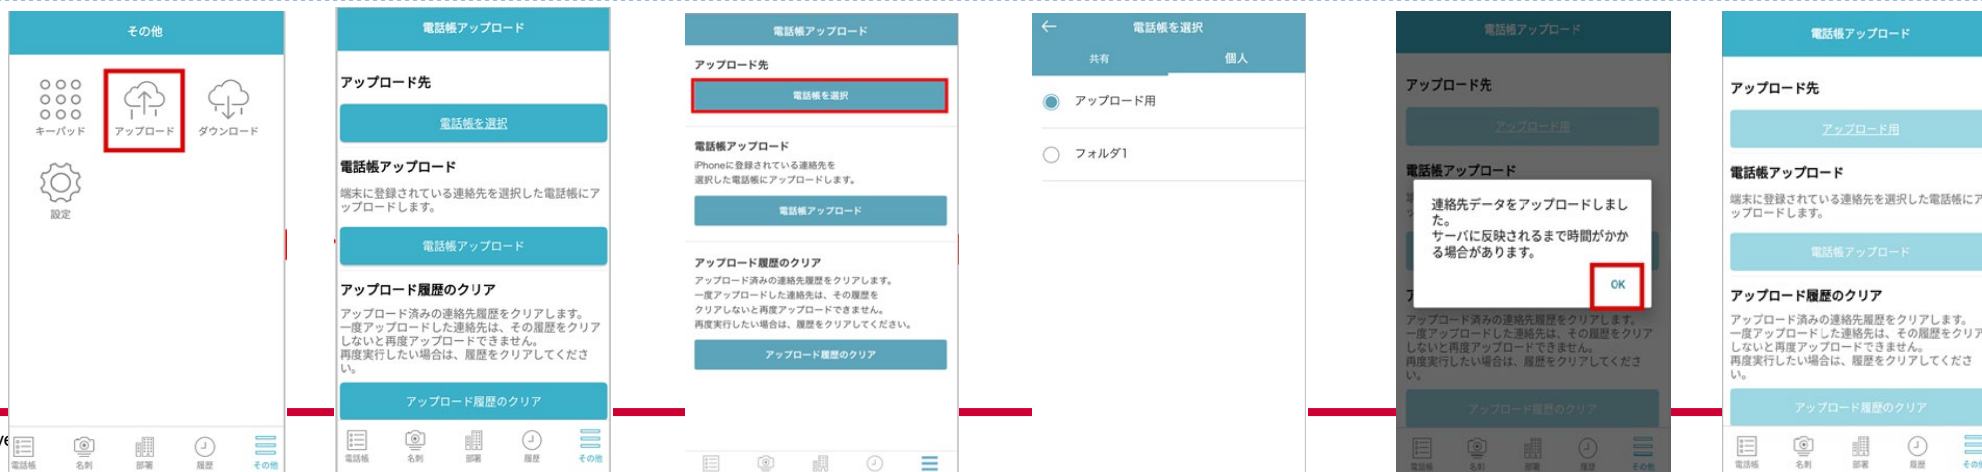 その他
キーパッド
アップロード
ダウンロード
設定
電話帳
名刺
部署
履歴
その他
電話帳アップロード
アップロード先
電話帳を選択
電話帳アップロード
端末に登録されている連絡先を選択した電話帳にア
ップロードします。
電話帳アップロード
アップロード履歴のクリア
アップロード済みの連絡先履歴をクリアします。
一度アップロードした連絡先は、その履歴をクリア
しないと再度アップロードできません。
再度実行したい場合は、履歴をクリアしてくださ
い。
アップロード履歴のクリア
電話帳
名刺
部署
履歴
その他
電話帳アップロード
アップロード先
電話帳を選択
電話帳アップロード
iPhoneに登録されている連絡先を
選択した電話帳にアップロードします。
電話帳アップロード
アップロード履歴のクリア
アップロード済みの連絡先履歴をクリアします。
一度アップロードした連絡先は、その履歴を
クリアしないと再度アップロードできません。
再度実行したい場合は、履歴をクリアしてください。
アップロード履歴のクリア
電話帳を選択
共有
個人
アップロード用
フォルダ1
電話帳アップロード
アップロード先
アップロード用
電話帳アップロード
連絡先データをアップロードしまし
た。
サーバに反映されるまで時間がかか
る場合があります。
OK
アップロード済みの連絡先履歴をクリアします。
一度アップロードした連絡先は、その履歴をクリア
しないと再度アップロードできません。
再度実行したい場合は、履歴をクリアしてくださ
い。
アップロード履歴のクリア
電話帳
名刺
部署
履歴
その他
電話帳アップロード
アップロード先
アップロード用
電話帳アップロード
端末に登録されている連絡先を選択した電話帳にア
ップロードします。
電話帳アップロード
アップロード履歴のクリア
アップロード済みの連絡先履歴をクリアします。
一度アップロードした連絡先は、その履歴をクリア
しないと再度アップロードできません。
再度実行したい場合は、履歴をクリアしてくださ
い。
アップロード履歴のクリア
電話帳
名刺
部署
履歴
その他